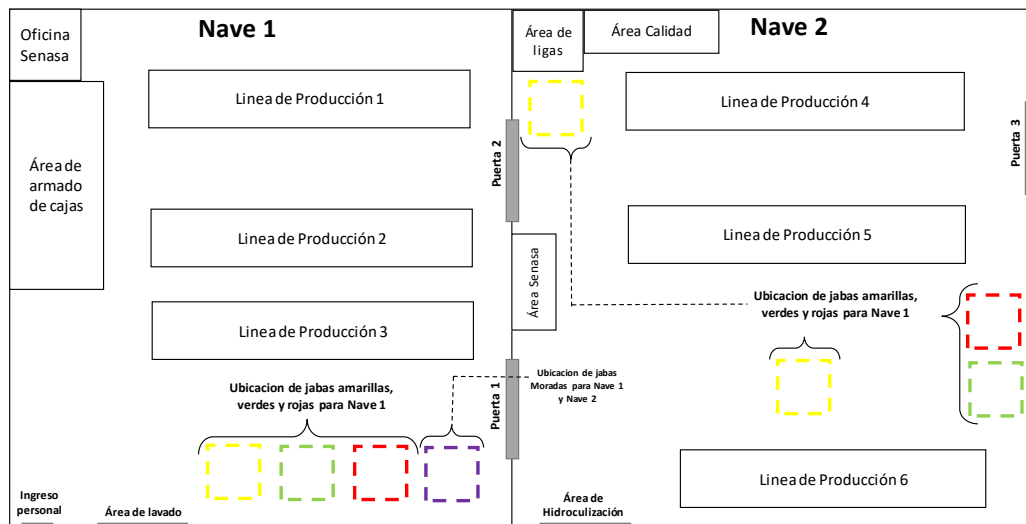 Oficina
Senasa
Nave 1
Área de
ligas
Área Calidad
Nave 2
Linea de Producción 1
Linea de Producción 4
Área de
armado
de cajas
Puerta 2
Puerta 3
Linea de Producción 2
Linea de Producción 5
Área Senasa
Linea de Producción 3
Ubicacion de jabas amarillas,
verdes y rojas para Nave 1
Ubicacion de jabas amarillas,
verdes y rojas para Nave 1
Puerta 1
Ubicacion de jabas
Moradas para Nave 1
y Nave 2
Linea de Producción 6
Ingreso
personal
Área de lavado
Área de
Hidroculización